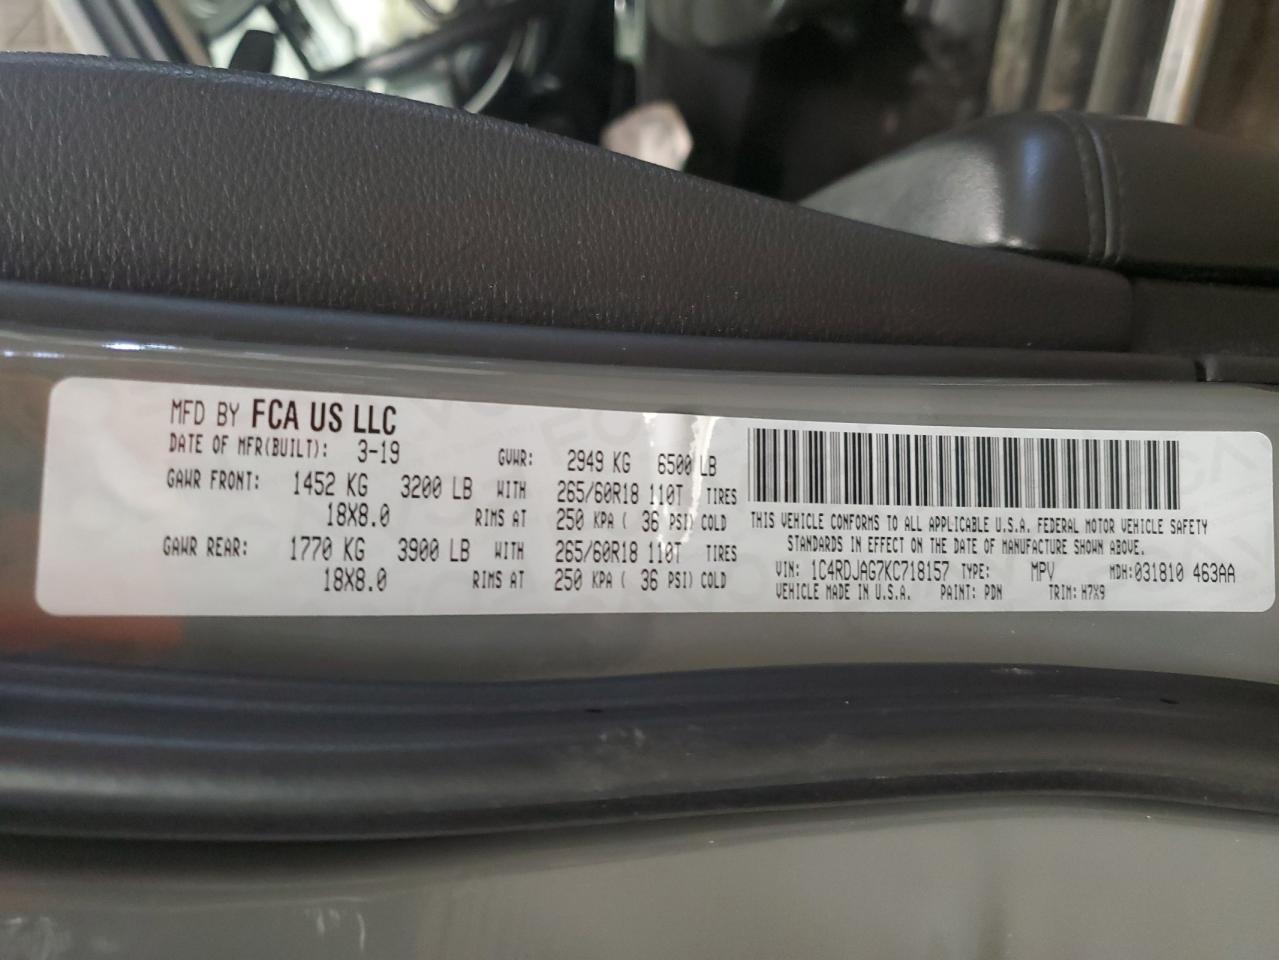 MFD BY FCA US LLC
DATE OF MFR(BUILT): 3-19 GVWR: 2949 KG 6500 LB
GAWR FRONT: 1452 KG 3200 LB WITH 265/60R18 110T TIRES
18X8.0 RIMS AT 250 KPA ( 36 PSI) COLD
GAWR REAR: 1770 KG 3900 LB WITH 265/60R18 110T TIRES
18X8.0 RIMS AT 250 KPA ( 36 PSI) COLD
THIS VEHICLE CONFORMS TO ALL APPLICABLE U.S.A. FEDERAL MOTOR VEHICLE SAFETY
STANDARDS IN EFFECT ON THE DATE OF MANUFACTURE SHOWN ABOVE.
VIN: 1C4RDJAG7KC718157 TYPE: MPV MDH:031810 463AA
VEHICLE MADE IN U.S.A. PAINT: PDN TRIM: H7X9